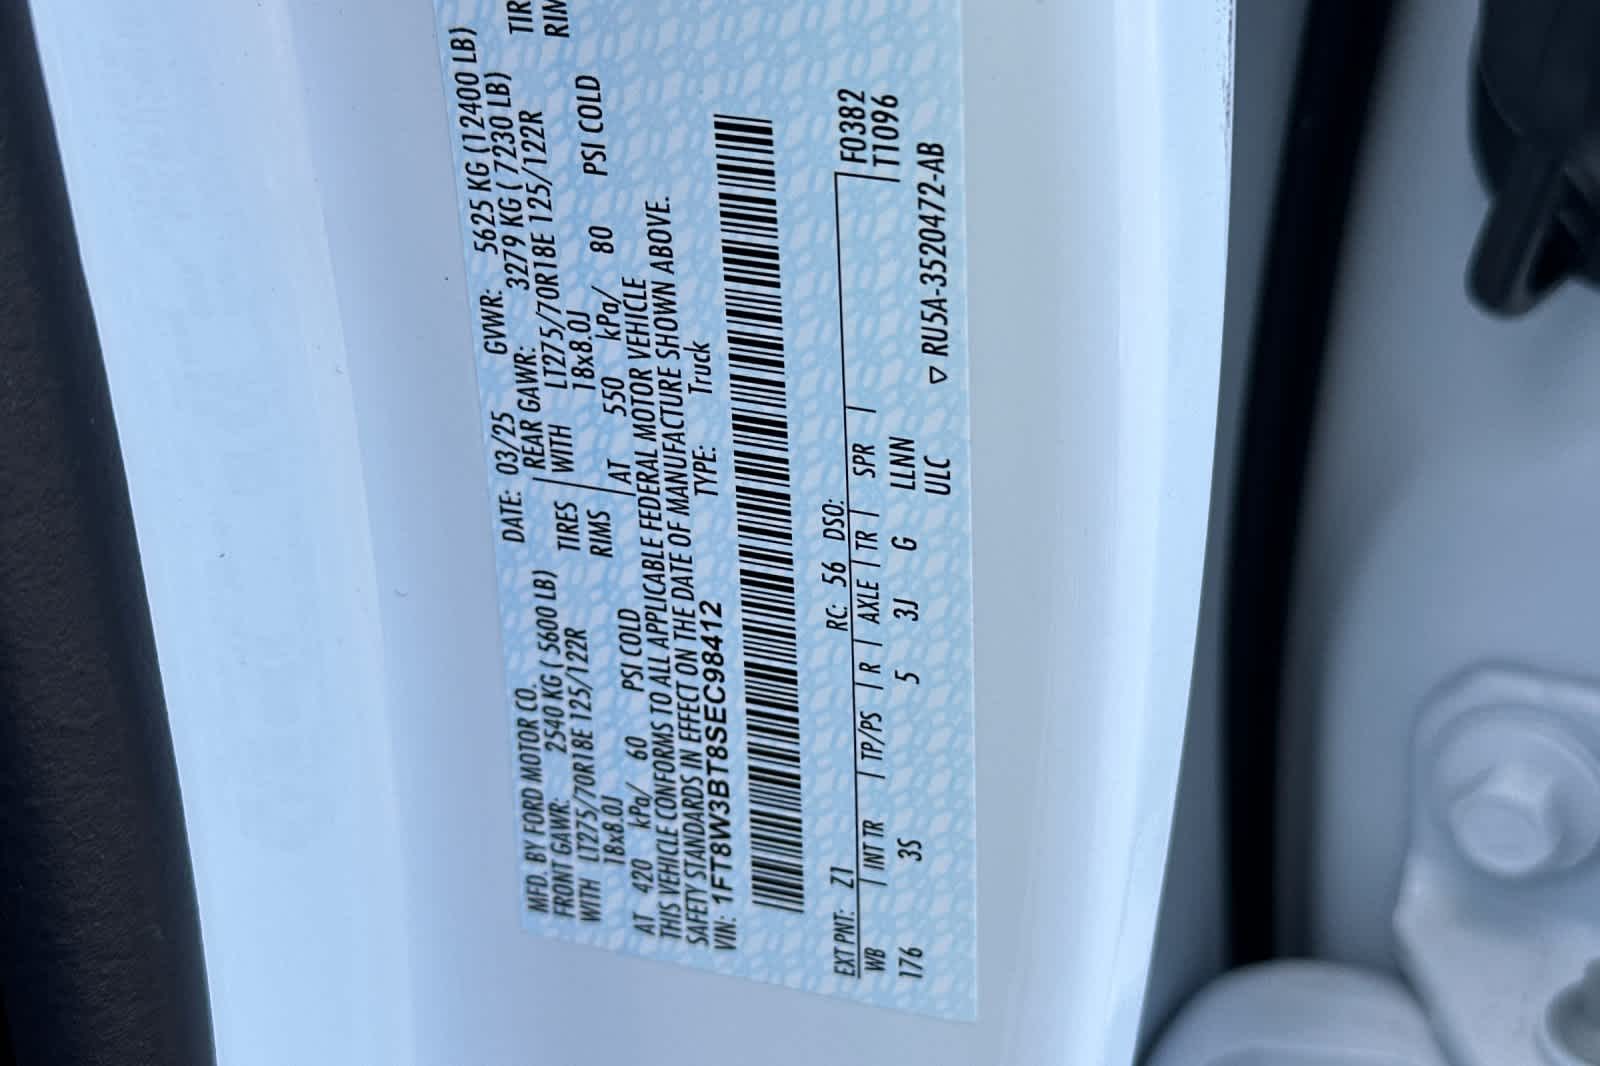 MFD. BY FORD MOTOR CO.
DATE: 03/25 GVWR: 5625 KG (12400 LB)
FRONT GAWR: 2540 KG ( 5600 LB) REAR GAWR: 3279 KG ( 7230 LB)
WITH LT275/70R18E 125/122R TIRES WITH LT275/70R18E 125/122R TIR
18x8.0J RIMS 18x8.0J RIM
AT 420 kPa/ 60 PSI COLD AT 550 kPa/ 80 PSI COLD
THIS VEHICLE CONFORMS TO ALL APPLICABLE FEDERAL MOTOR VEHICLE
SAFETY STANDARDS IN EFFECT ON THE DATE OF MANUFACTURE SHOWN ABOVE.
VIN: 1FT8W3BT8SEC98412 TYPE: Truck
EXT PNT: Z1 RC: 56 DSO: F0382
WB INT TR TP/PS R AXLE TR SPR T1096
176 3S 5 3J G LLNN
ULC ▽ RU5A-3520472-AB